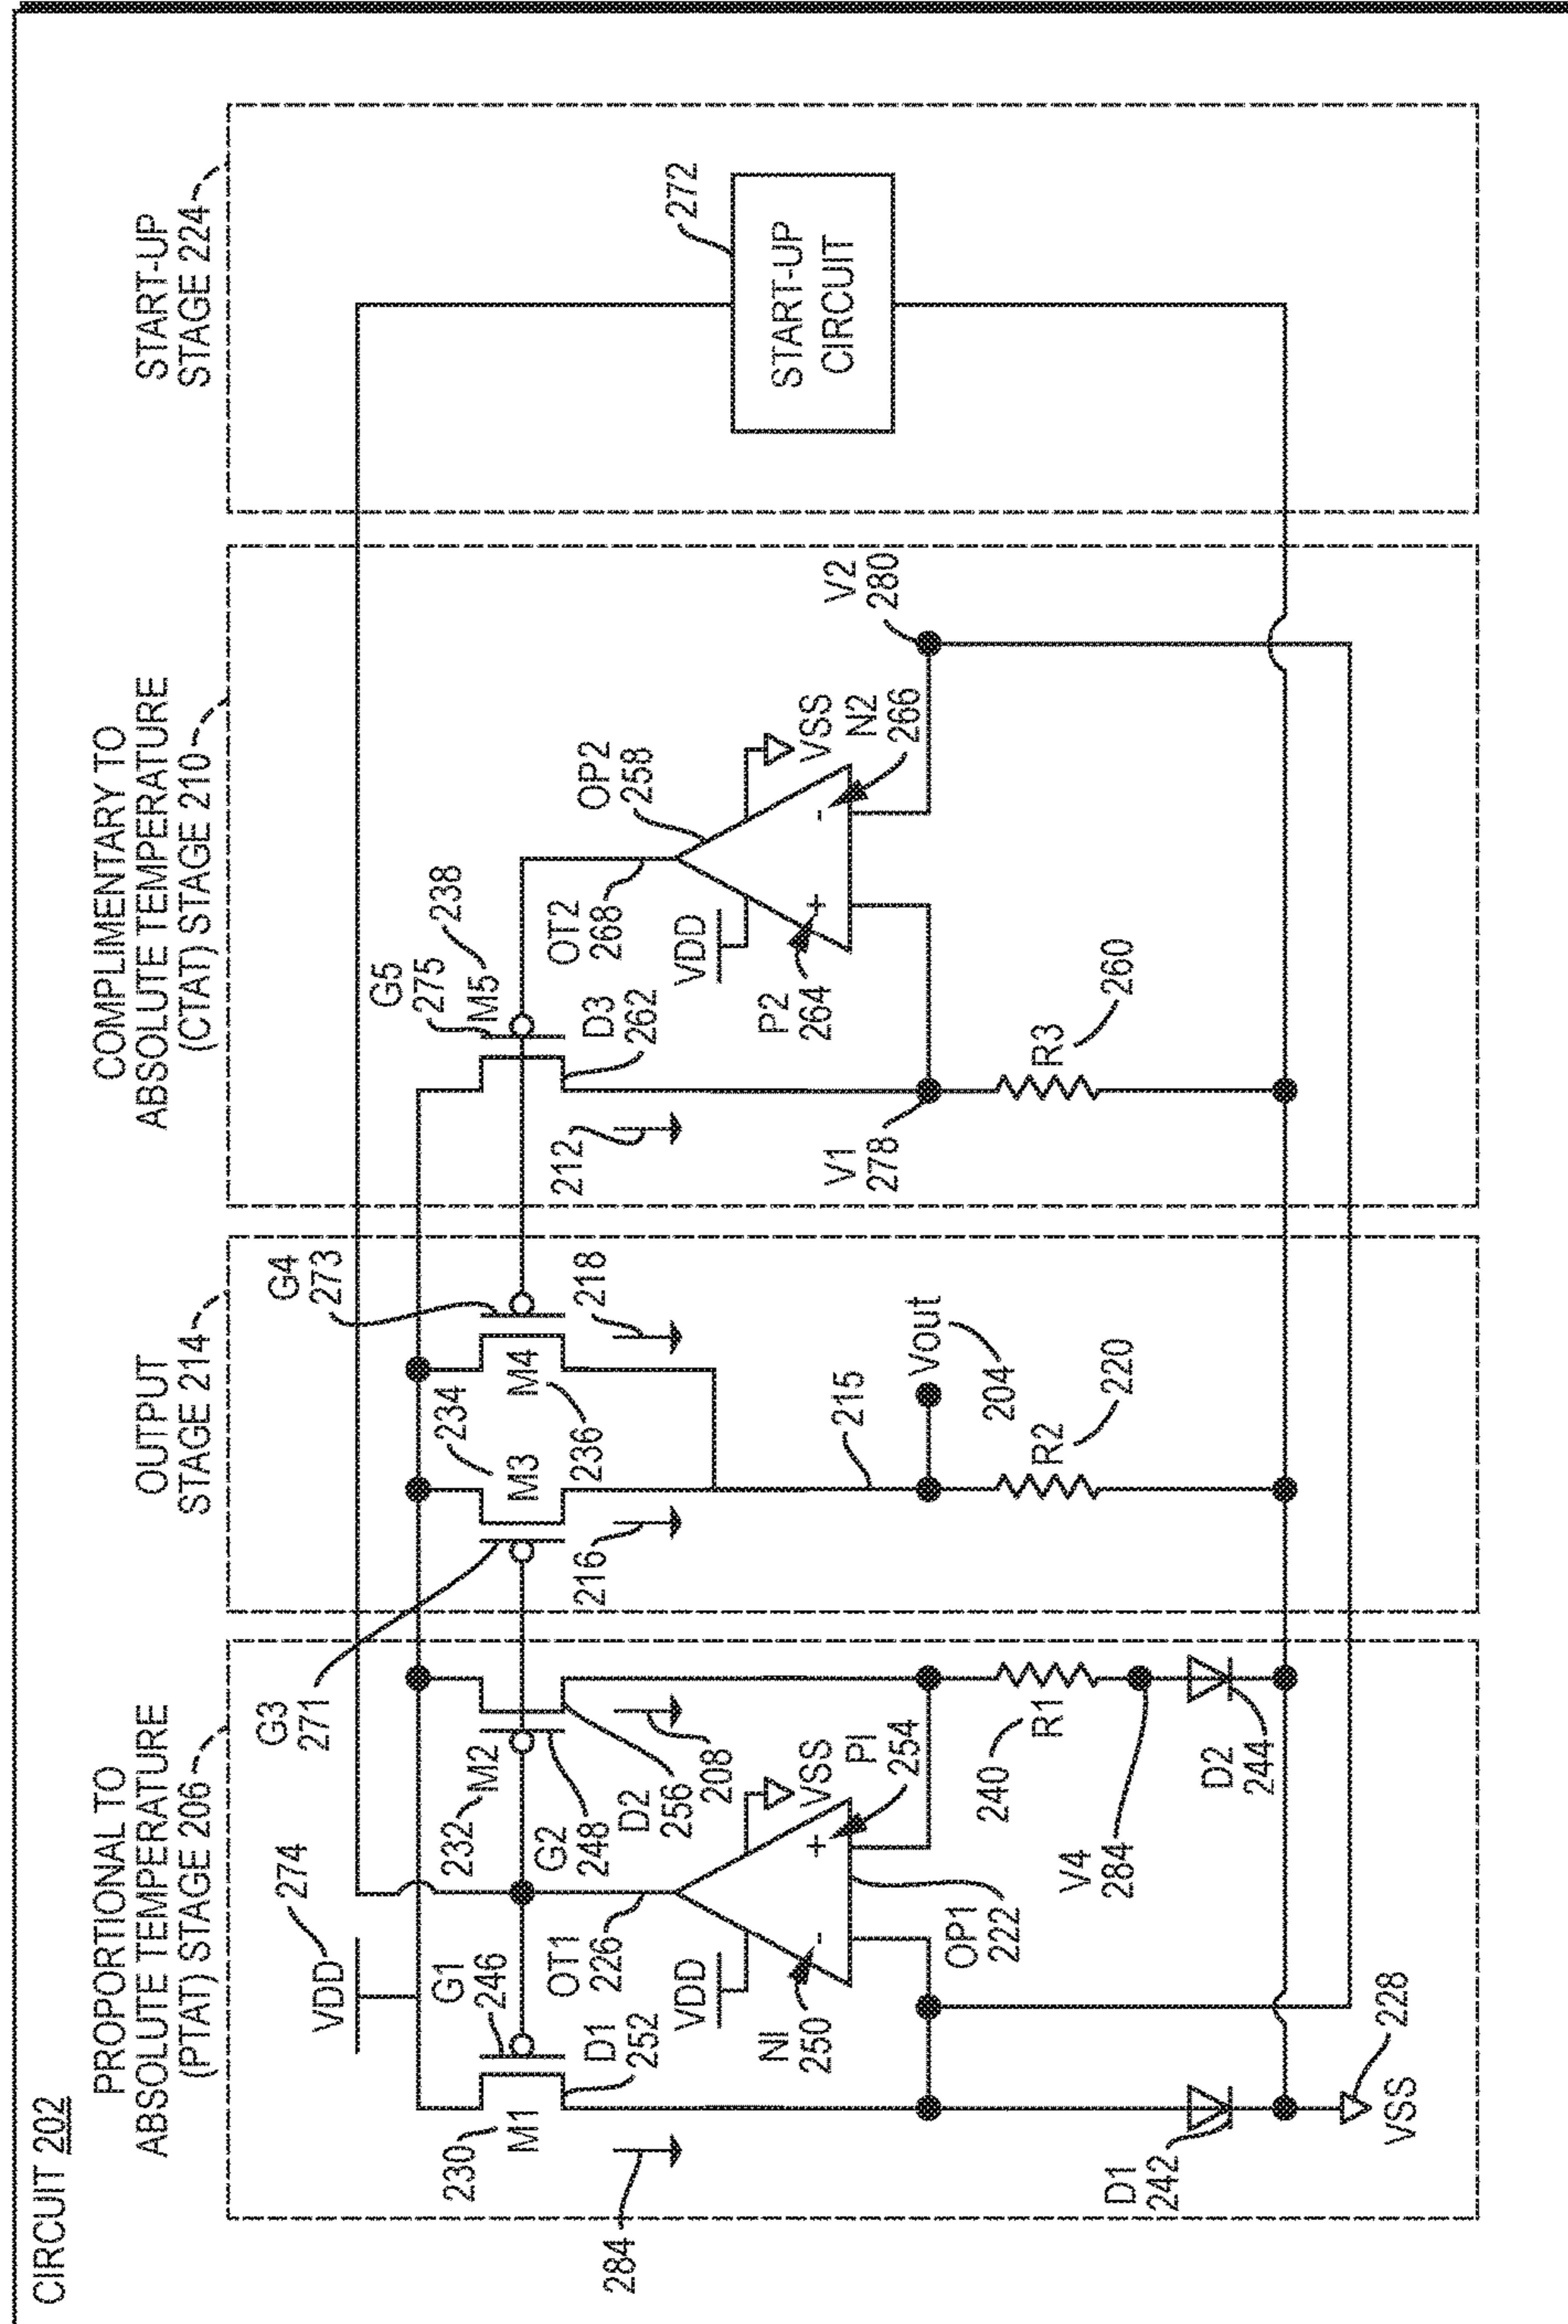 CIRCUIT 202
PROPORTIONAL TO
ABSOLUTE TEMPERATURE
(PTAT) STAGE 206
OUTPUT
STAGE 214
COMPLIMENTARY TO
ABSOLUTE TEMPERATURE
(CTAT) STAGE 210
START-UP
STAGE 224
VDD
274
G3
271
G1
246
230
M1
284
D1
252
OT1
226
232
M2
G2
248
D2
256
208
VDD
VSS
NI
250
-
+
PI
254
OP1
222
240
R1
V4
284
D1
242
D2
244
VSS
228
G4
273
234
M3
M4
236
216
218
215
Vout
204
R2
220
G5
275
M5
238
D3
262
212
OT2
268
OP2
258
VDD
VSS
P2
264
+
-
N2
266
V1
278
V2
280
R3
260
START-UP
CIRCUIT
272